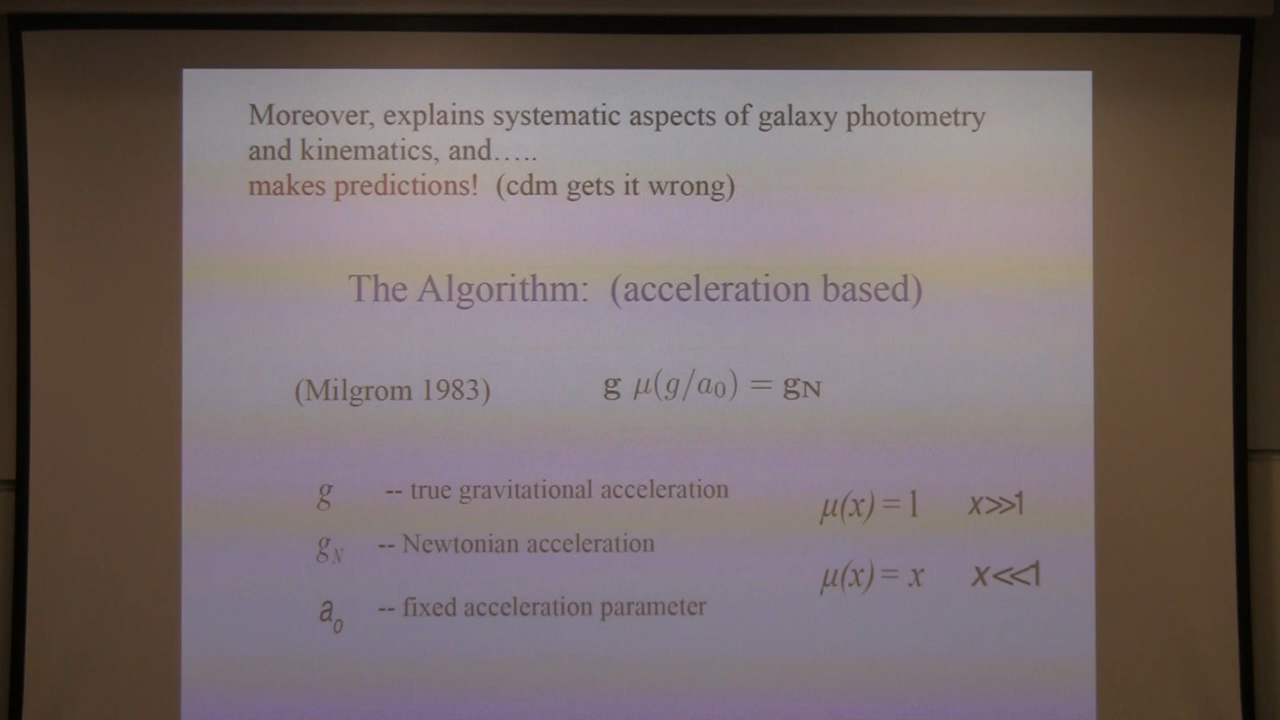 Moreover, explains systematic aspects of galaxy photometry
and kinematics, and.....
makes predictions! (cdm gets it wrong)
The Algorithm: (acceleration based)
(Milgrom 1983) g μ(g/a₀) = gN
g -- true gravitational acceleration
g_N -- Newtonian acceleration
a₀ -- fixed acceleration parameter
μ(x) = 1 x>>1
μ(x) = x x<<1